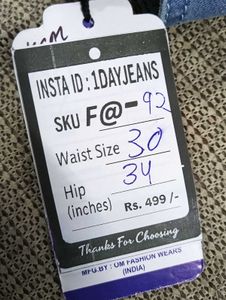 INSTA ID : 1DAYJEANS
SKU F@-92
Waist Size 30
Hip 34
(inches) Rs. 499 /-
Thanks For Choosing
MFG.BY : OM FASHION WEARS
(INDIA)